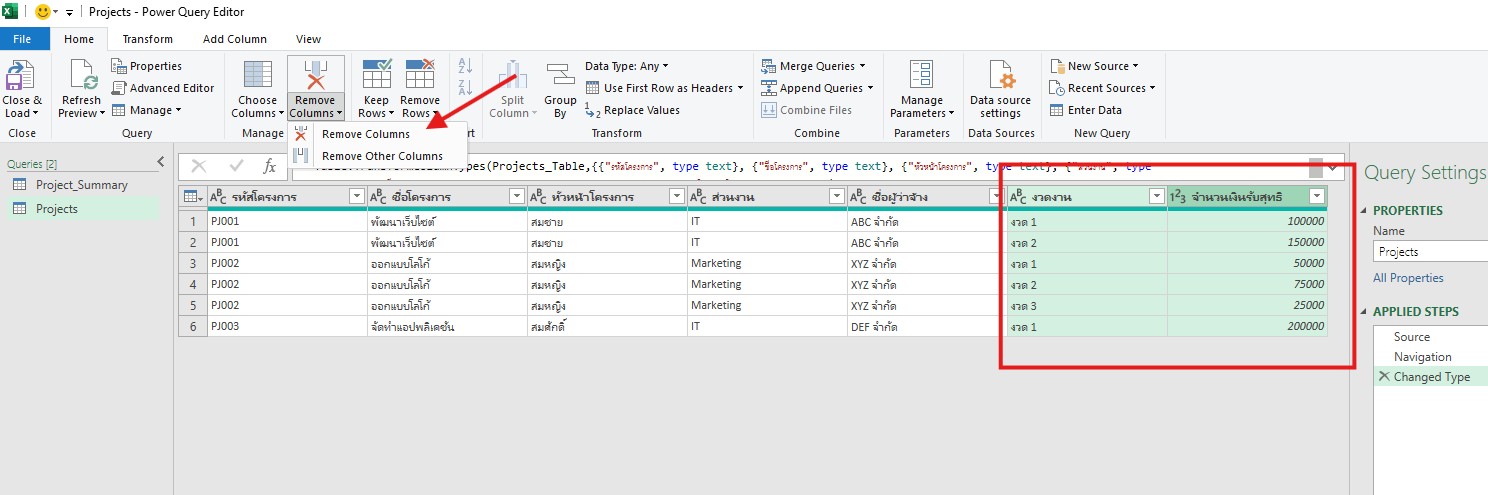 Projects - Power Query Editor
File Home Transform Add Column View
Close & Load
Refresh Preview
Properties
Advanced Editor
Manage
Choose Columns
Remove Columns
Keep Rows
Remove Rows
Split Column
Group By
Data Type: Any
Use First Row as Headers
Replace Values
Merge Queries
Append Queries
Combine Files
Manage Parameters
Data source settings
New Source
Recent Sources
Enter Data
Close Query Manage Transform Combine Parameters Data Sources New Query
Remove Columns
Remove Other Columns
Queries [2]
Project_Summary
Projects
(Projects_Table,{{"รหัสโครงการ", type text}, {"ชื่อโครงการ", type text}, {"หัวหน้าโครงการ", type text}, {"ส่วนงาน", type
รหัสโครงการ ชื่อโครงการ หัวหน้าโครงการ ส่วนงาน ชื่อผู้ว่าจ้าง งวดงาน จำนวนเงินรับสุทธิ
1 PJ001 พัฒนาเว็บไซต์ สมชาย IT ABC จำกัด งวด 1 100000
2 PJ001 พัฒนาเว็บไซต์ สมชาย IT ABC จำกัด งวด 2 150000
3 PJ002 ออกแบบโลโก้ สมหญิง Marketing XYZ จำกัด งวด 1 50000
4 PJ002 ออกแบบโลโก้ สมหญิง Marketing XYZ จำกัด งวด 2 75000
5 PJ002 ออกแบบโลโก้ สมหญิง Marketing XYZ จำกัด งวด 3 25000
6 PJ003 จัดทำแอปพลิเคชัน สมศักดิ์ IT DEF จำกัด งวด 1 200000
Query Settings
PROPERTIES
Name
Projects
All Properties
APPLIED STEPS
Source
Navigation
Changed Type